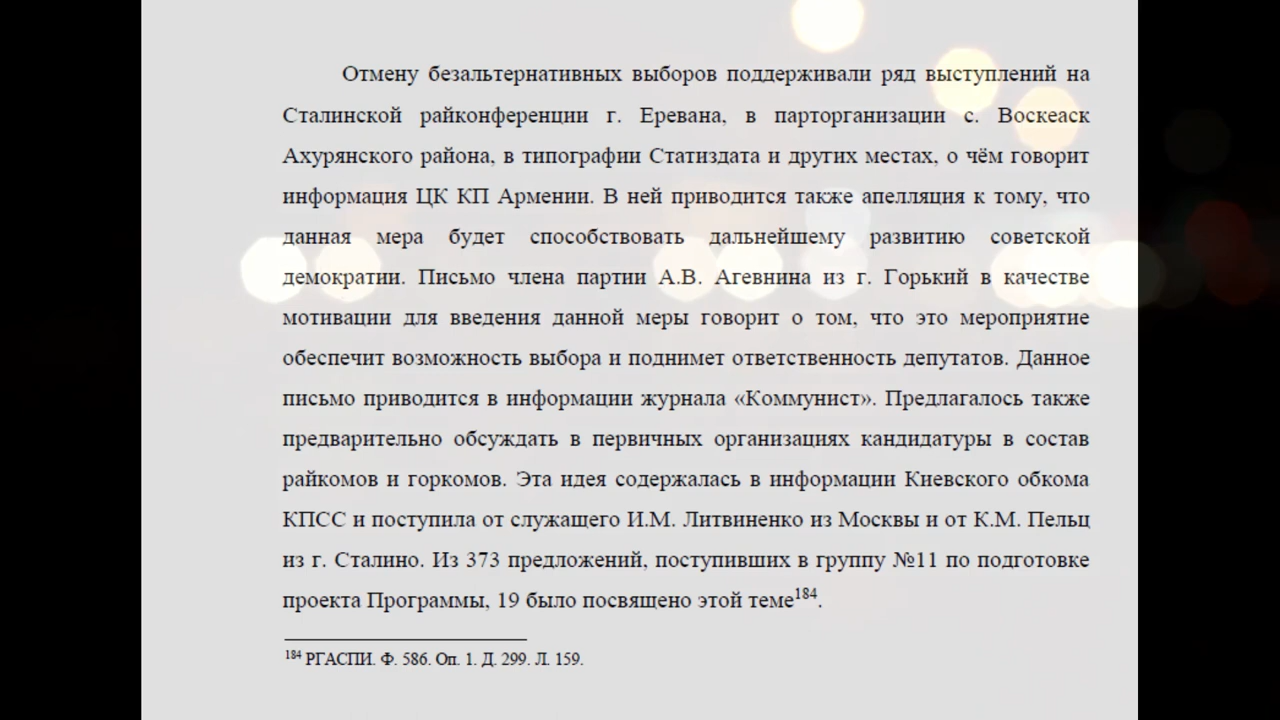 Отмену безальтернативных выборов поддерживали ряд выступлений на
Сталинской райконференции г. Еревана, в парторганизации с. Воскеаск
Ахурянского района, в типографии Статиздата и других местах, о чём говорит
информация ЦК КП Армении. В ней приводится также апелляция к тому, что
данная мера будет способствовать дальнейшему развитию советской
демократии. Письмо члена партии А.В. Агевнина из г. Горький в качестве
мотивации для введения данной меры говорит о том, что это мероприятие
обеспечит возможность выбора и поднимет ответственность депутатов. Данное
письмо приводится в информации журнала «Коммунист». Предлагалось также
предварительно обсуждать в первичных организациях кандидатуры в состав
райкомов и горкомов. Эта идея содержалась в информации Киевского обкома
КПСС и поступила от служащего И.М. Литвиненко из Москвы и от К.М. Пельц
из г. Сталино. Из 373 предложений, поступивших в группу №11 по подготовке
проекта Программы, 19 было посвящено этой теме184.
184 РГАСПИ. Ф. 586. Оп. 1. Д. 299. Л. 159.